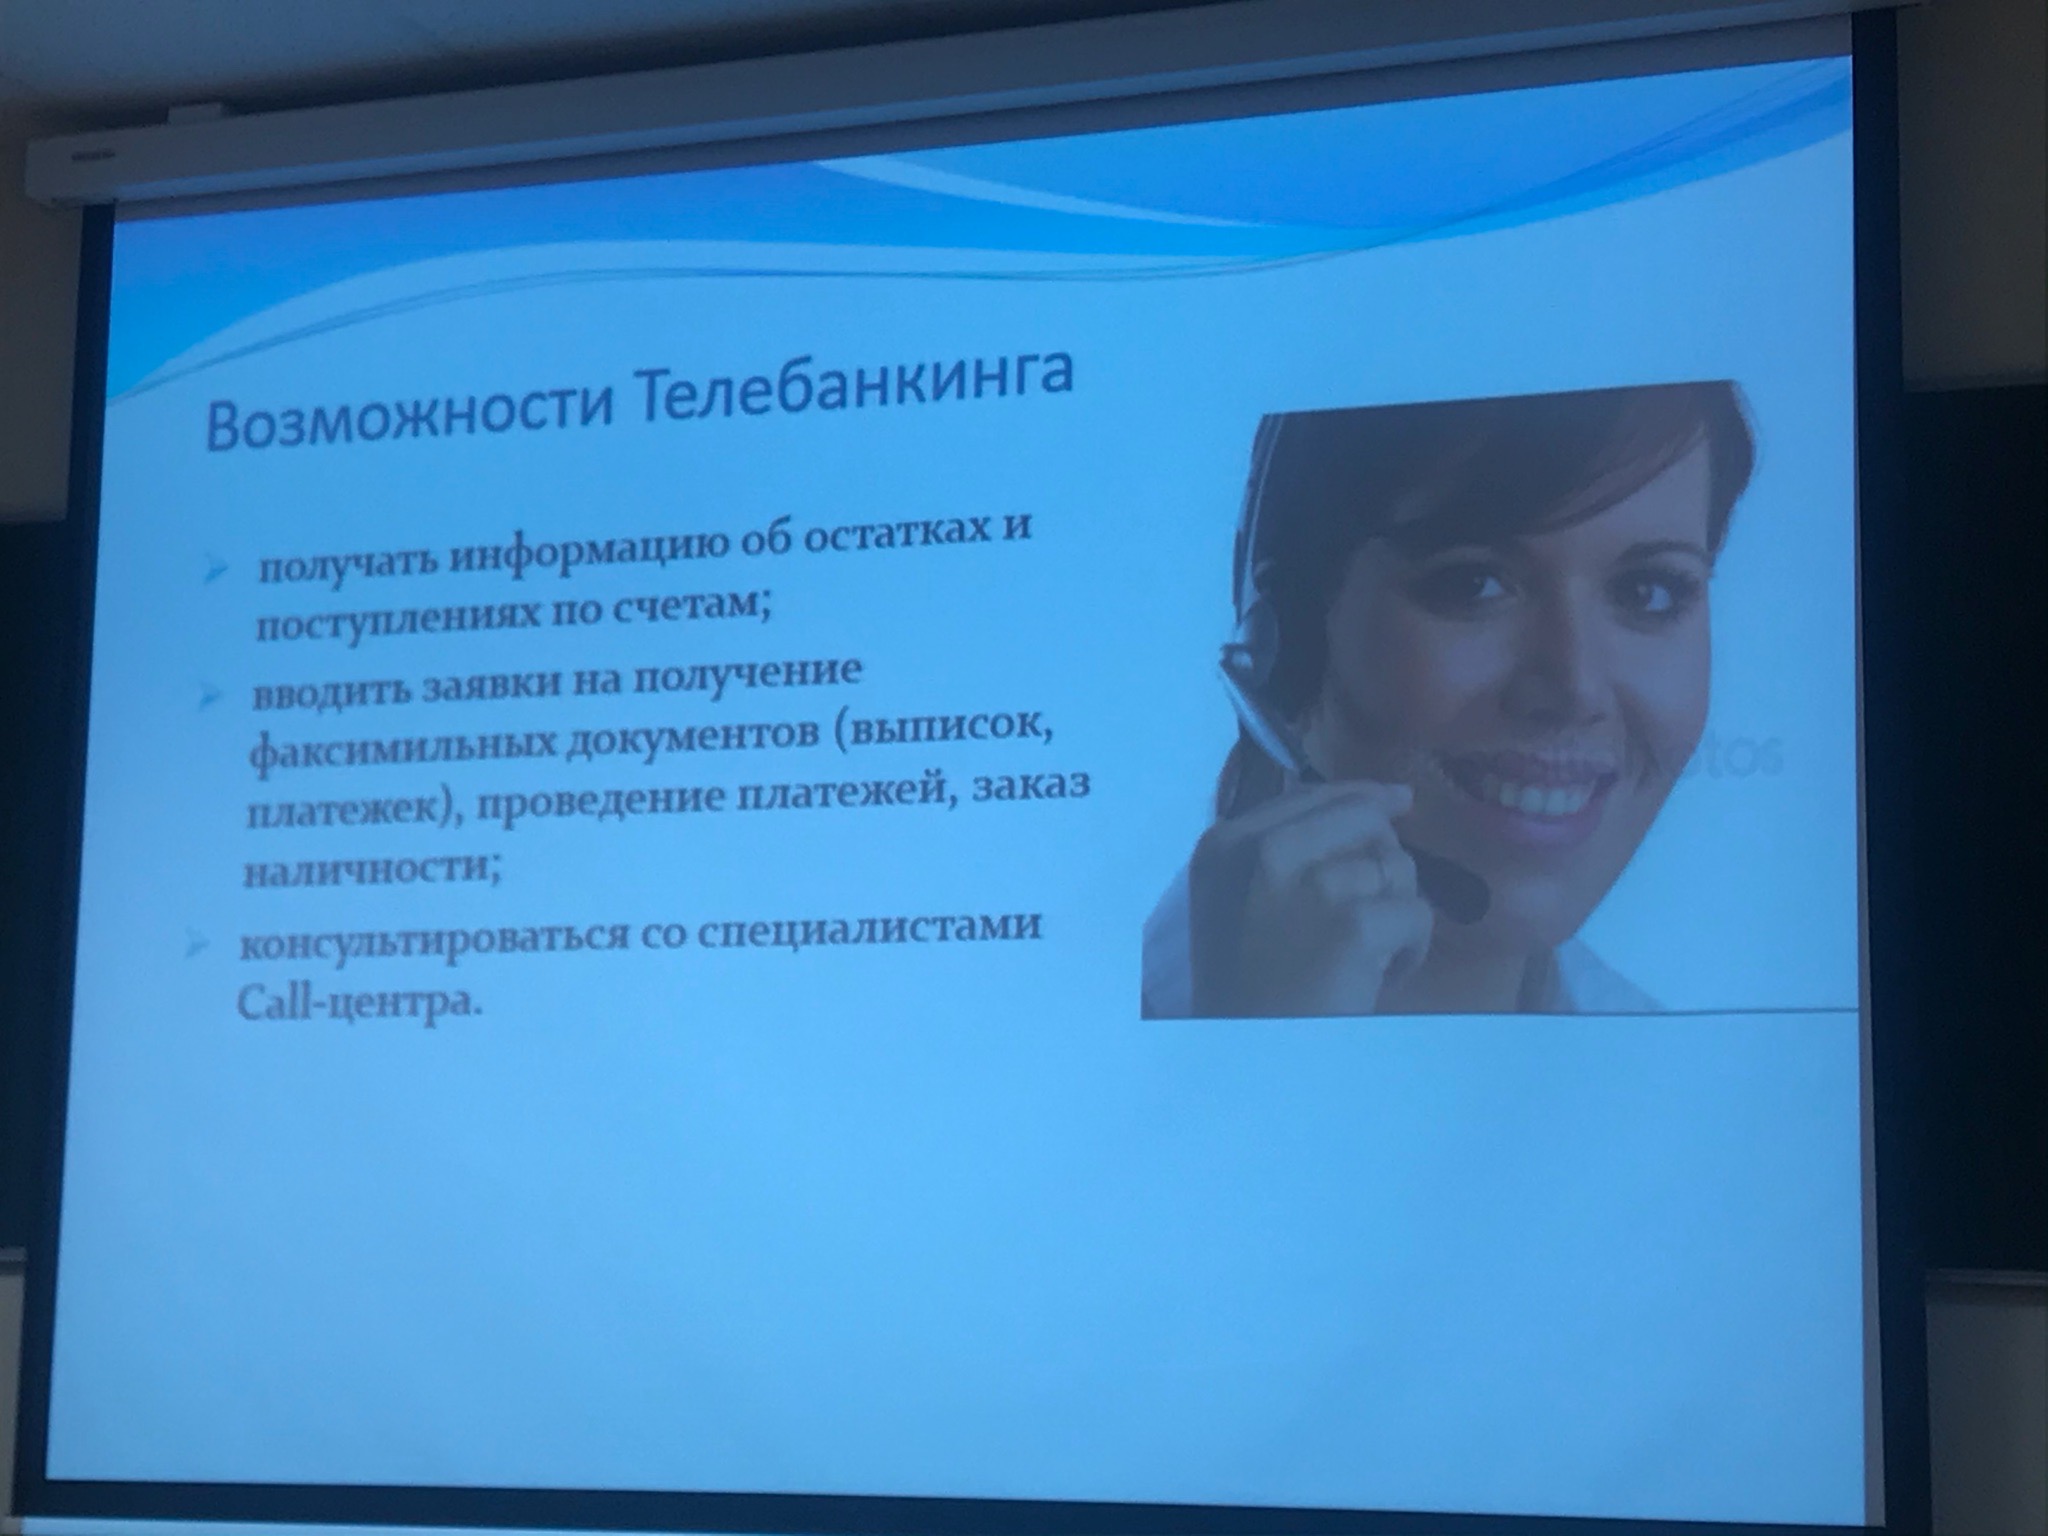 Возможности Телебанкинга
получать информацию об остатках и
поступлениях по счетам;
вводить заявки на получение
факсимильных документов (выписок,
платежек), проведение платежей, заказ
наличности;
консультироваться со специалистами
Call-центра.